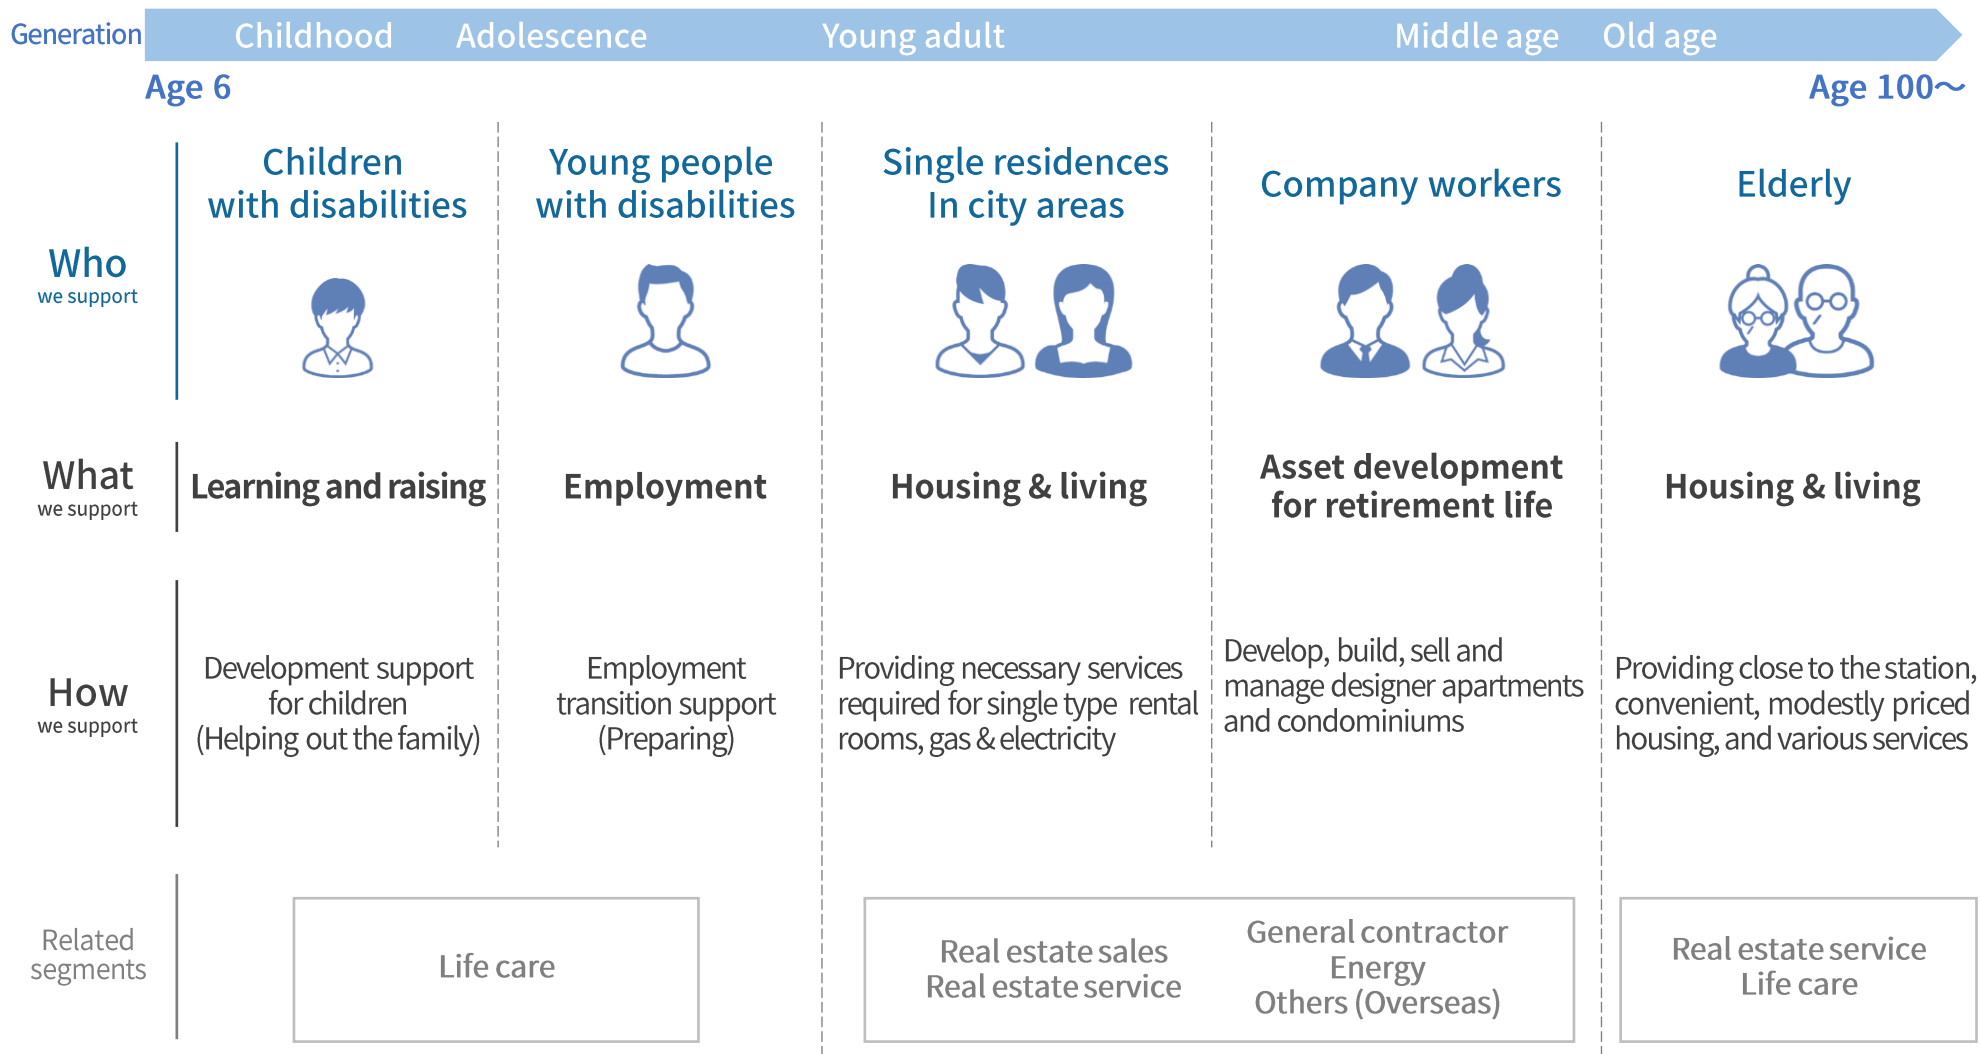 Generation
Childhood
Adolescence
Young adult
Middle age
Old age
Age 6
Age 100～
Who
we support
Children
with disabilities
Young people
with disabilities
Single residences
In city areas
Company workers
Elderly
What
we support
Learning and raising
Employment
Housing & living
Asset development
for retirement life
Housing & living
How
we support
Development support
for children
(Helping out the family)
Employment
transition support
(Preparing)
Providing necessary services
required for single type rental
rooms, gas & electricity
Develop, build, sell and
manage designer apartments
and condominiums
Providing close to the station,
convenient, modestly priced
housing, and various services
Related
segments
Life care
Real estate sales
Real estate service
General contractor
Energy
Others (Overseas)
Real estate service
Life care